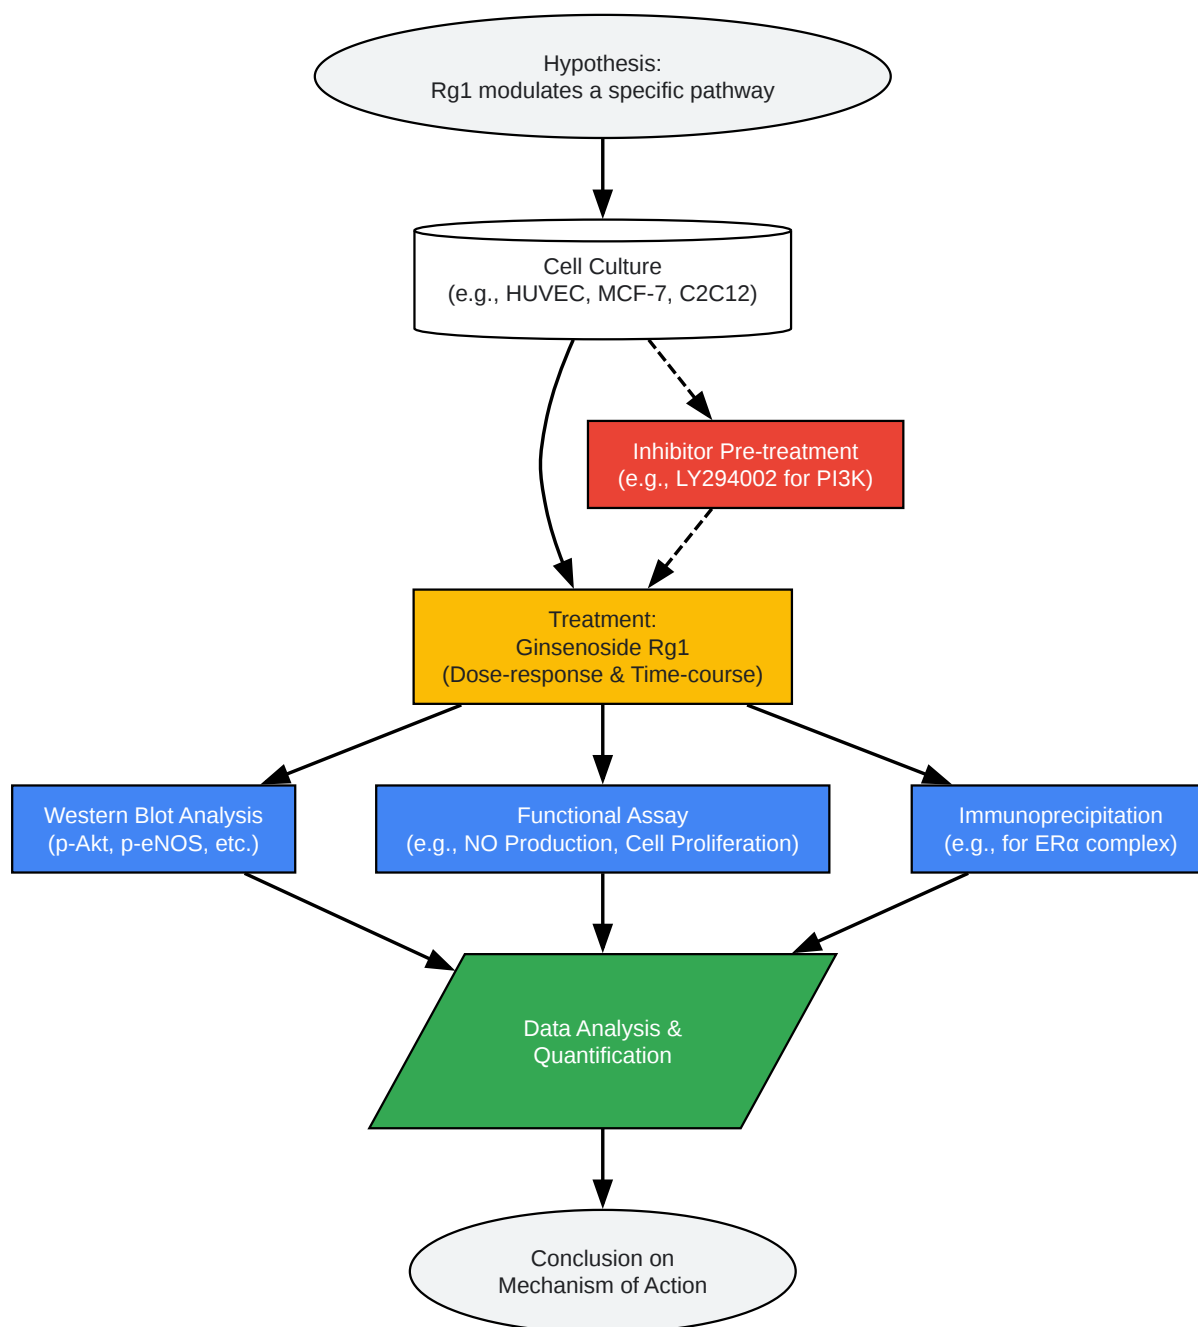 Hypothesis:
Rg1 modulates a specific pathway
Cell Culture
(e.g., HUVEC, MCF-7, C2C12)
Inhibitor Pre-treatment
(e.g., LY294002 for PI3K)
Treatment:
Ginsenoside Rg1
(Dose-response & Time-course)
Western Blot Analysis
(p-Akt, p-eNOS, etc.)
Functional Assay
(e.g., NO Production, Cell Proliferation)
Immunoprecipitation
(e.g., for ERα complex)
Data Analysis &
Quantification
Conclusion on
Mechanism of Action